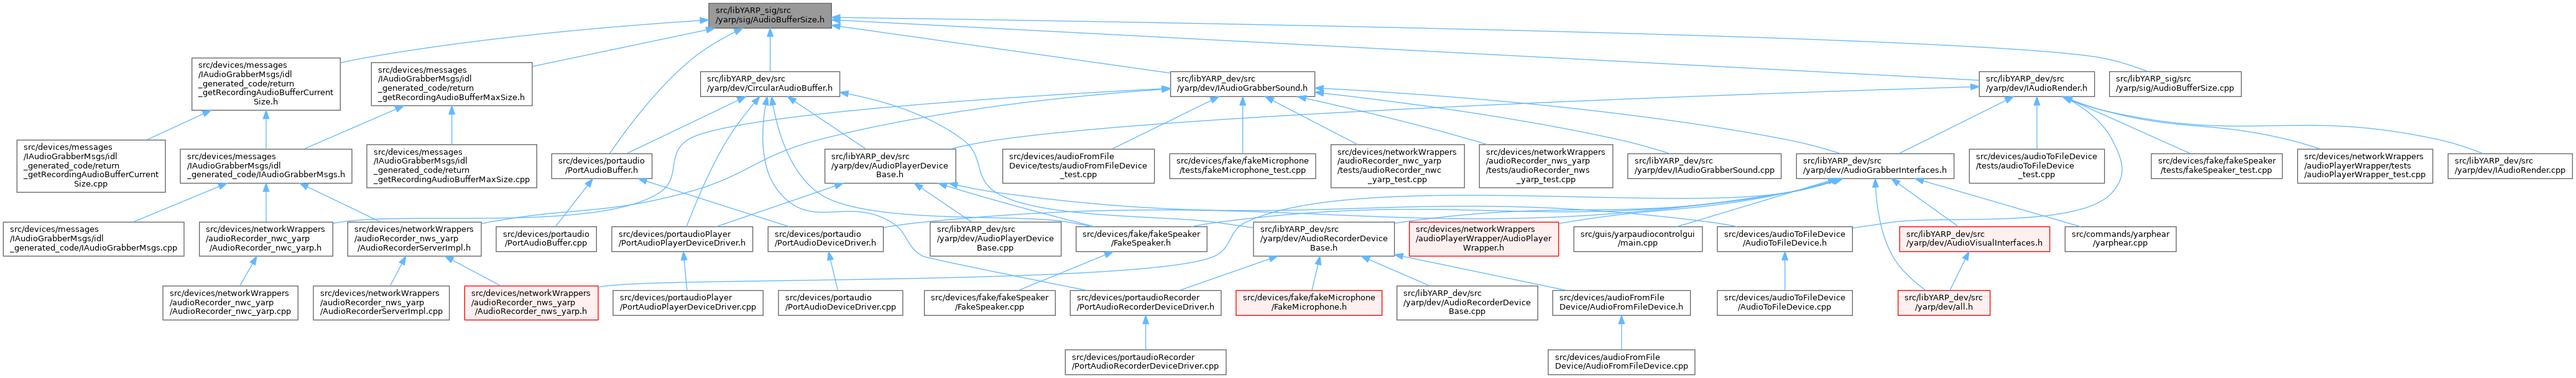 src/libYARP_sig/src
/yarp/sig/AudioBufferSize.h
src/devices/messages
/IAudioGrabberMsgs/idl
_generated_code/return
_getRecordingAudioBufferCurrent
Size.h
src/devices/messages
/IAudioGrabberMsgs/idl
_generated_code/return
_getRecordingAudioBufferMaxSize.h
src/libYARP_dev/src
/yarp/dev/CircularAudioBuffer.h
src/libYARP_dev/src
/yarp/dev/IAudioGrabberSound.h
src/libYARP_dev/src
/yarp/dev/IAudioRender.h
src/libYARP_sig/src
/yarp/sig/AudioBufferSize.cpp
src/devices/messages
/IAudioGrabberMsgs/idl
_generated_code/return
_getRecordingAudioBufferCurrent
Size.cpp
src/devices/messages
/IAudioGrabberMsgs/idl
_generated_code/IAudioGrabberMsgs.h
src/devices/messages
/IAudioGrabberMsgs/idl
_generated_code/return
_getRecordingAudioBufferMaxSize.cpp
src/devices/portaudio
/PortAudioBuffer.h
src/libYARP_dev/src
/yarp/dev/AudioPlayerDevice
Base.h
src/devices/audioFromFile
Device/tests/audioFromFileDevice
_test.cpp
src/devices/fake/fakeMicrophone
/tests/fakeMicrophone_test.cpp
src/devices/networkWrappers
/audioRecorder_nwc_yarp
/tests/audioRecorder_nwc
_yarp_test.cpp
src/devices/networkWrappers
/audioRecorder_nws_yarp
/tests/audioRecorder_nws
_yarp_test.cpp
src/libYARP_dev/src
/yarp/dev/IAudioGrabberSound.cpp
src/libYARP_dev/src
/yarp/dev/AudioGrabberInterfaces.h
src/devices/audioToFileDevice
/tests/audioToFileDevice
_test.cpp
src/devices/fake/fakeSpeaker
/tests/fakeSpeaker_test.cpp
src/devices/networkWrappers
/audioPlayerWrapper/tests
/audioPlayerWrapper_test.cpp
src/libYARP_dev/src
/yarp/dev/IAudioRender.cpp
src/devices/messages
/IAudioGrabberMsgs/idl
_generated_code/IAudioGrabberMsgs.cpp
src/devices/networkWrappers
/audioRecorder_nwc_yarp
/AudioRecorder_nwc_yarp.h
src/devices/networkWrappers
/audioRecorder_nws_yarp
/AudioRecorderServerImpl.h
src/devices/portaudio
/PortAudioBuffer.cpp
src/devices/portaudioPlayer
/PortAudioPlayerDeviceDriver.h
src/devices/portaudio
/PortAudioDeviceDriver.h
src/libYARP_dev/src
/yarp/dev/AudioPlayerDevice
Base.cpp
src/devices/fake/fakeSpeaker
/FakeSpeaker.h
src/libYARP_dev/src
/yarp/dev/AudioRecorderDevice
Base.h
src/devices/networkWrappers
/audioPlayerWrapper/AudioPlayer
Wrapper.h
src/guis/yarpaudiocontrolgui
/main.cpp
src/devices/audioToFileDevice
/AudioToFileDevice.h
src/libYARP_dev/src
/yarp/dev/AudioVisualInterfaces.h
src/commands/yarphear
/yarphear.cpp
src/devices/networkWrappers
/audioRecorder_nwc_yarp
/AudioRecorder_nwc_yarp.cpp
src/devices/networkWrappers
/audioRecorder_nws_yarp
/AudioRecorderServerImpl.cpp
src/devices/networkWrappers
/audioRecorder_nws_yarp
/AudioRecorder_nws_yarp.h
src/devices/portaudioPlayer
/PortAudioPlayerDeviceDriver.cpp
src/devices/portaudio
/PortAudioDeviceDriver.cpp
src/devices/fake/fakeSpeaker
/FakeSpeaker.cpp
src/devices/portaudioRecorder
/PortAudioRecorderDeviceDriver.h
src/devices/fake/fakeMicrophone
/FakeMicrophone.h
src/libYARP_dev/src
/yarp/dev/AudioRecorderDevice
Base.cpp
src/devices/audioFromFile
Device/AudioFromFileDevice.h
src/devices/audioToFileDevice
/AudioToFileDevice.cpp
src/libYARP_dev/src
/yarp/dev/all.h
src/devices/portaudioRecorder
/PortAudioRecorderDeviceDriver.cpp
src/devices/audioFromFile
Device/AudioFromFileDevice.cpp